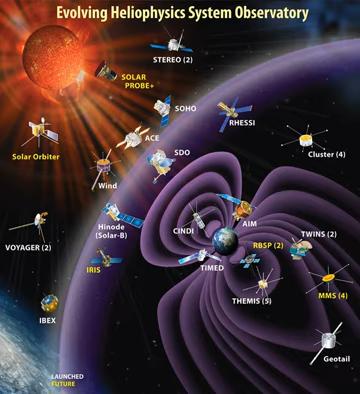 Evolving Heliophysics System Observatory
STEREO (2)
SOLAR
PROBE+
SOHO
RHESSI
ACE
Solar Orbiter
SDO
Cluster (4)
Wind
Hinode
(Solar-B)
CINDI
AIM
VOYAGER (2)
RBSP (2)
TWINS (2)
IRIS
TIMED
THEMIS (5)
MMS (4)
IBEX
Geotail
LAUNCHED
FUTURE